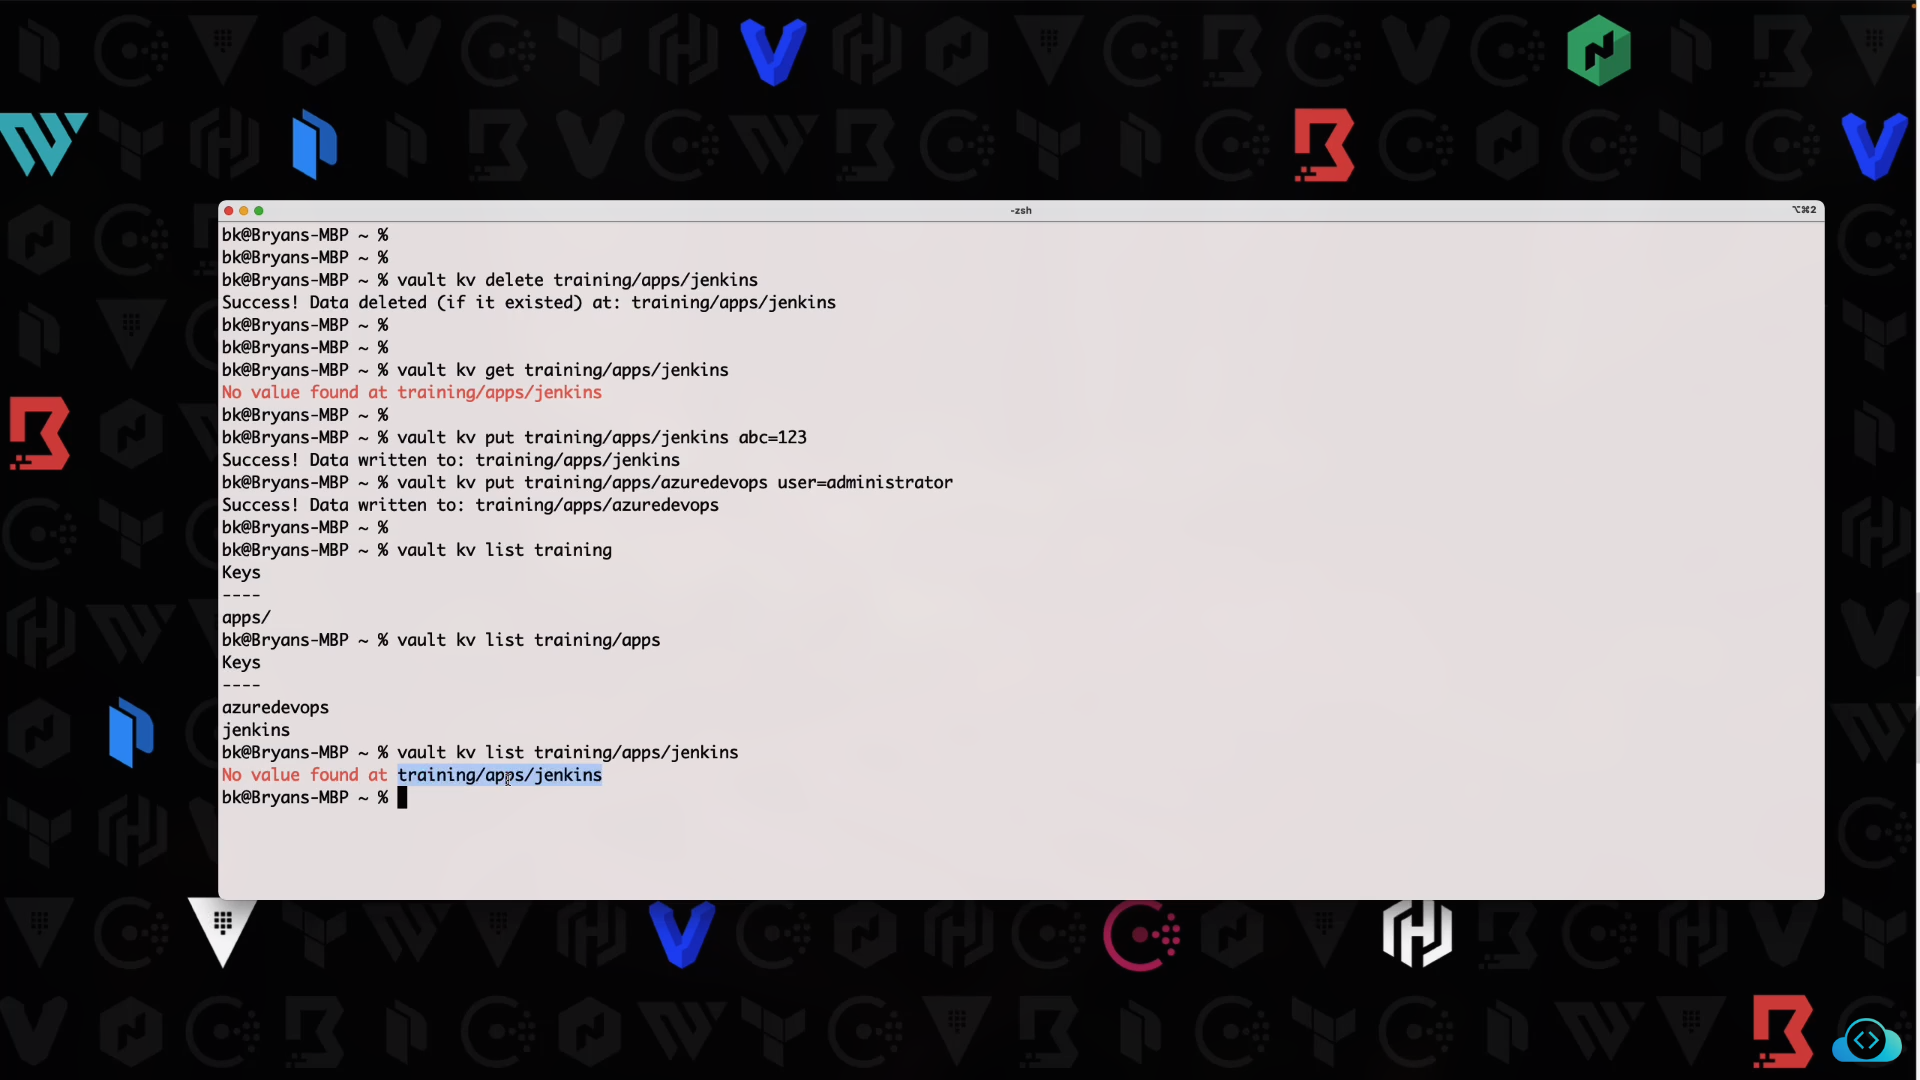 -zsh
⌥⌘2
bk@Bryans-MBP ~ %
bk@Bryans-MBP ~ %
bk@Bryans-MBP ~ % vault kv delete training/apps/jenkins
Success! Data deleted (if it existed) at: training/apps/jenkins
bk@Bryans-MBP ~ %
bk@Bryans-MBP ~ %
bk@Bryans-MBP ~ % vault kv get training/apps/jenkins
No value found at training/apps/jenkins
bk@Bryans-MBP ~ %
bk@Bryans-MBP ~ % vault kv put training/apps/jenkins abc=123
Success! Data written to: training/apps/jenkins
bk@Bryans-MBP ~ % vault kv put training/apps/azuredevops user=administrator
Success! Data written to: training/apps/azuredevops
bk@Bryans-MBP ~ %
bk@Bryans-MBP ~ % vault kv list training
Keys
----
apps/
bk@Bryans-MBP ~ % vault kv list training/apps
Keys
----
azuredevops
jenkins
bk@Bryans-MBP ~ % vault kv list training/apps/jenkins
No value found at training/apps/jenkins
bk@Bryans-MBP ~ %